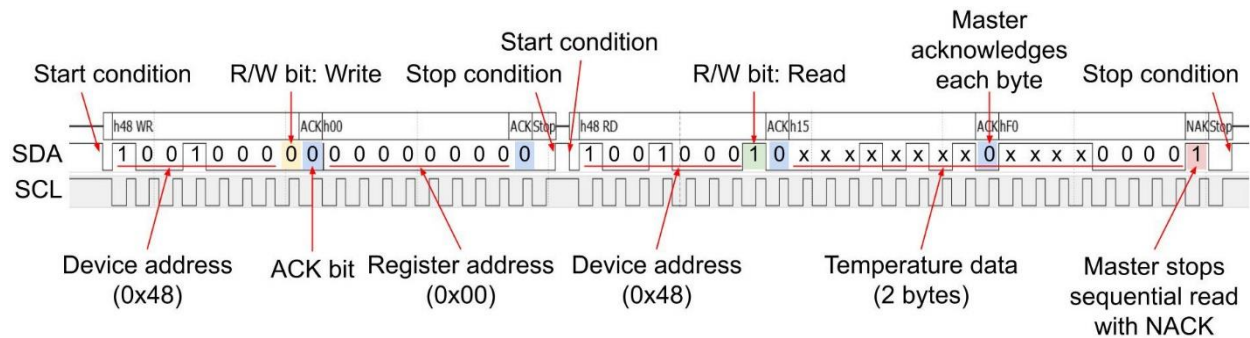 Master
acknowledges
each byte
Start condition
Start condition R/W bit: Write Stop condition R/W bit: Read Stop condition
h48 WR ACK h00 ACK Stop h48 RD ACK h15 ACK hF0 NAK Stop
SDA 1 0 0 1 0 0 0 0 0 0 0 0 0 0 0 0 0 0 1 0 0 1 0 0 0 1 0 x x x x x x x x 0 x x x x 0 0 0 0 1
SCL
Device address ACK bit Register address Device address Temperature data Master stops
(0x48) (0x00) (0x48) (2 bytes) sequential read
with NACK